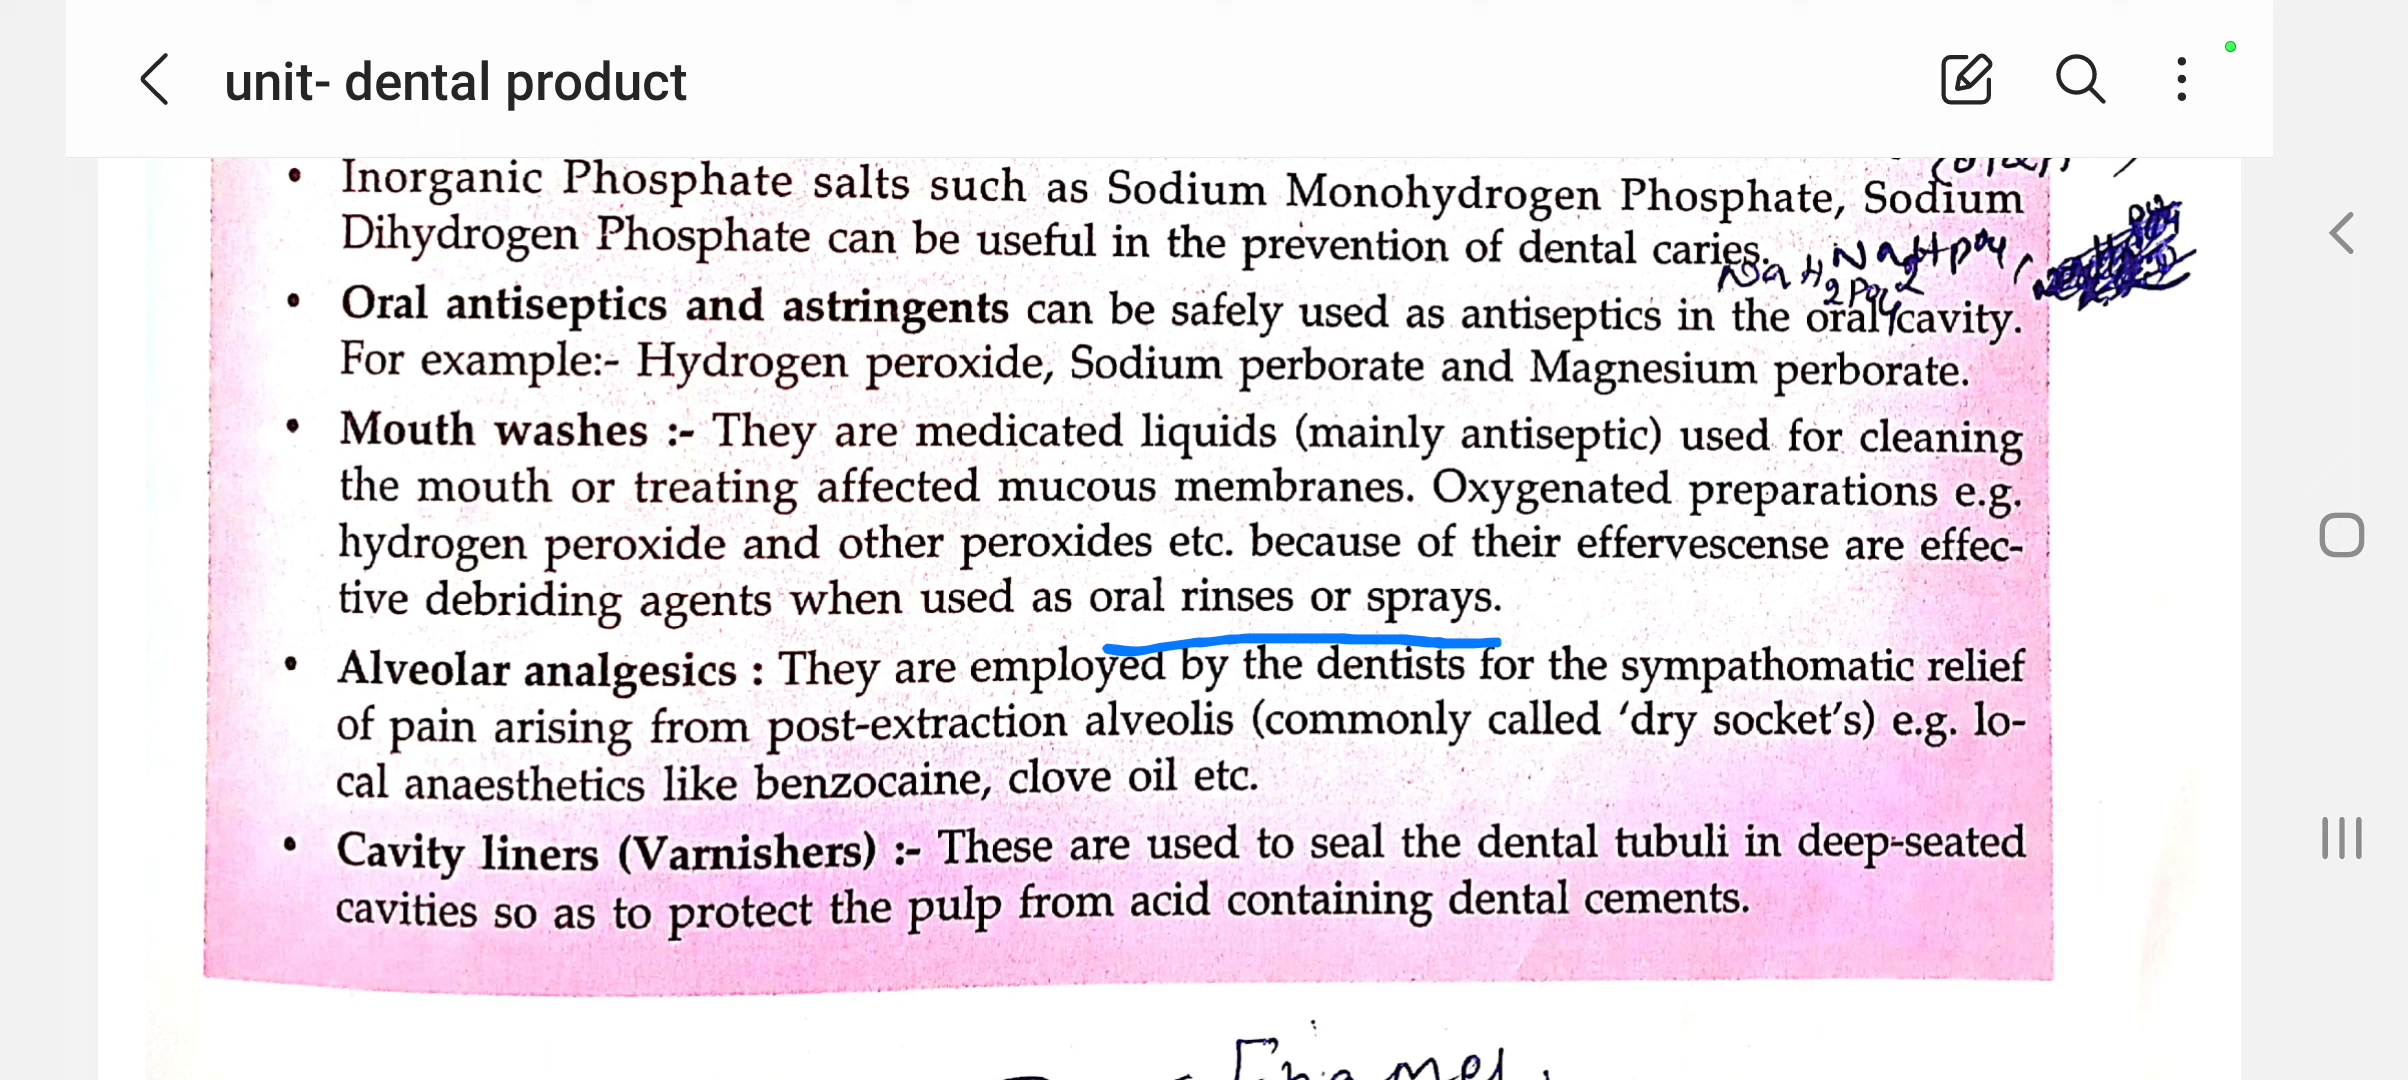 unit- dental product
• Inorganic Phosphate salts such as Sodium Monohydrogen Phosphate, Sodium
Dihydrogen Phosphate can be useful in the prevention of dental caries.
• Oral antiseptics and astringents can be safely used as antiseptics in the oral cavity.
For example:- Hydrogen peroxide, Sodium perborate and Magnesium perborate.
• Mouth washes :- They are medicated liquids (mainly antiseptic) used for cleaning
the mouth or treating affected mucous membranes. Oxygenated preparations e.g.
hydrogen peroxide and other peroxides etc. because of their effervescense are effec-
tive debriding agents when used as oral rinses or sprays.
• Alveolar analgesics : They are employed by the dentists for the sympathomatic relief
of pain arising from post-extraction alveolis (commonly called ‘dry socket’s) e.g. lo-
cal anaesthetics like benzocaine, clove oil etc.
• Cavity liners (Varnishers) :- These are used to seal the dental tubuli in deep-seated
cavities so as to protect the pulp from acid containing dental cements.